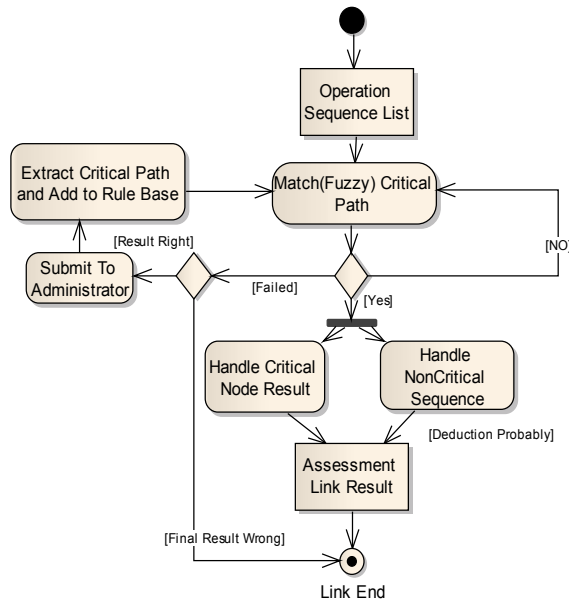 Operation
Sequence List
Extract Critical Path
and Add to Rule Base
Match(Fuzzy) Critical
Path
[Result Right]
[NO]
Submit To
Administrator
[Failed]
[Yes]
Handle Critical
Node Result
Handle
NonCritical
Sequence
[Deduction Probably]
Assessment
Link Result
[Final Result Wrong]
Link End